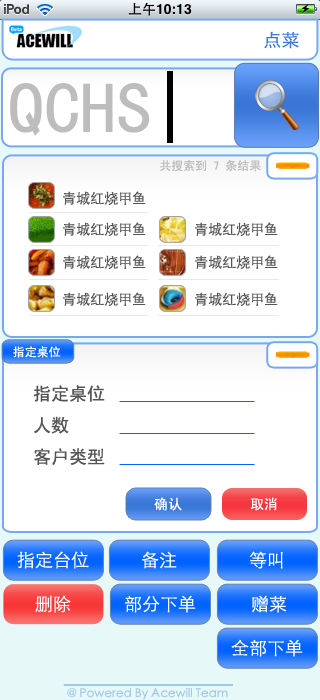 iPod 上午10:13
Beta
ACEWILL 点菜
QCHS
共搜索到 7 条结果
青城红烧甲鱼
青城红烧甲鱼 青城红烧甲鱼
青城红烧甲鱼 青城红烧甲鱼
青城红烧甲鱼 青城红烧甲鱼
指定桌位
指定桌位
人数
客户类型
确认 取消
指定台位 备注 等叫
删除 部分下单 赠菜
全部下单
@ Powered By Acewill Team